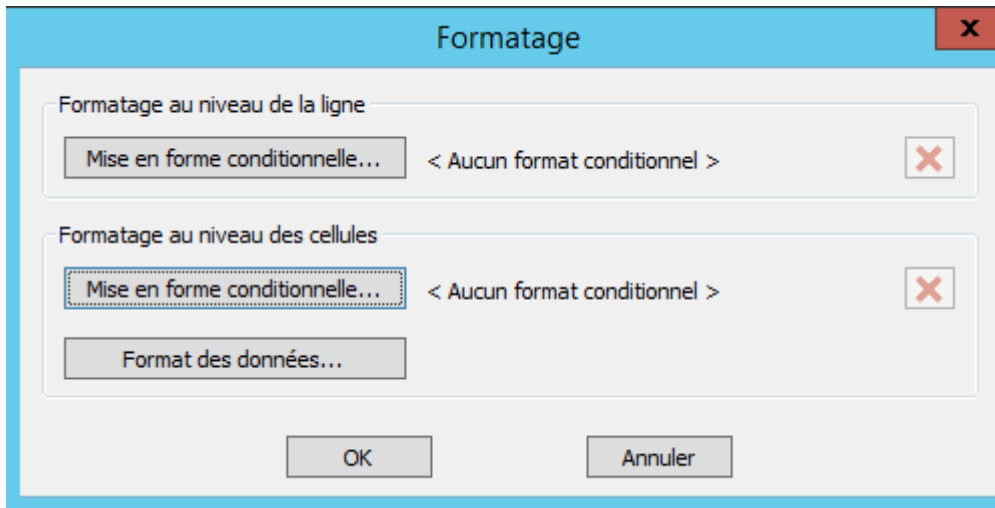 Formatage
x
Formatage au niveau de la ligne
Mise en forme conditionnelle...
< Aucun format conditionnel >
Formatage au niveau des cellules
Mise en forme conditionnelle...
< Aucun format conditionnel >
Format des données...
OK
Annuler